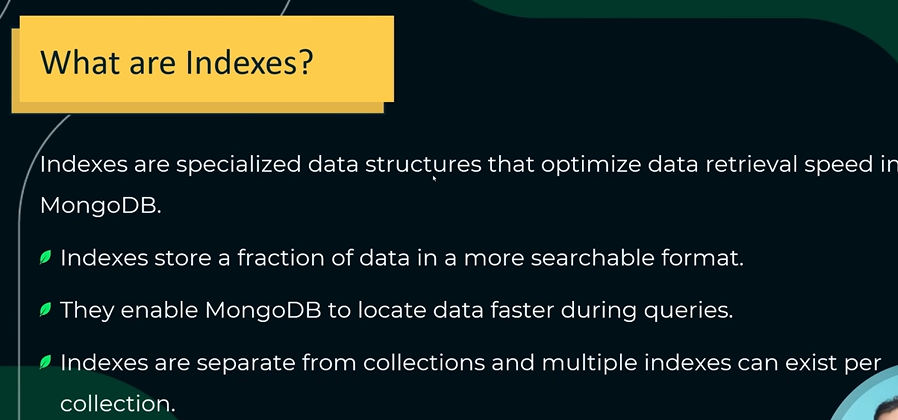 What are Indexes?
Indexes are specialized data structures that optimize data retrieval speed in
MongoDB.
Indexes store a fraction of data in a more searchable format.
They enable MongoDB to locate data faster during queries.
Indexes are separate from collections and multiple indexes can exist per
collection.